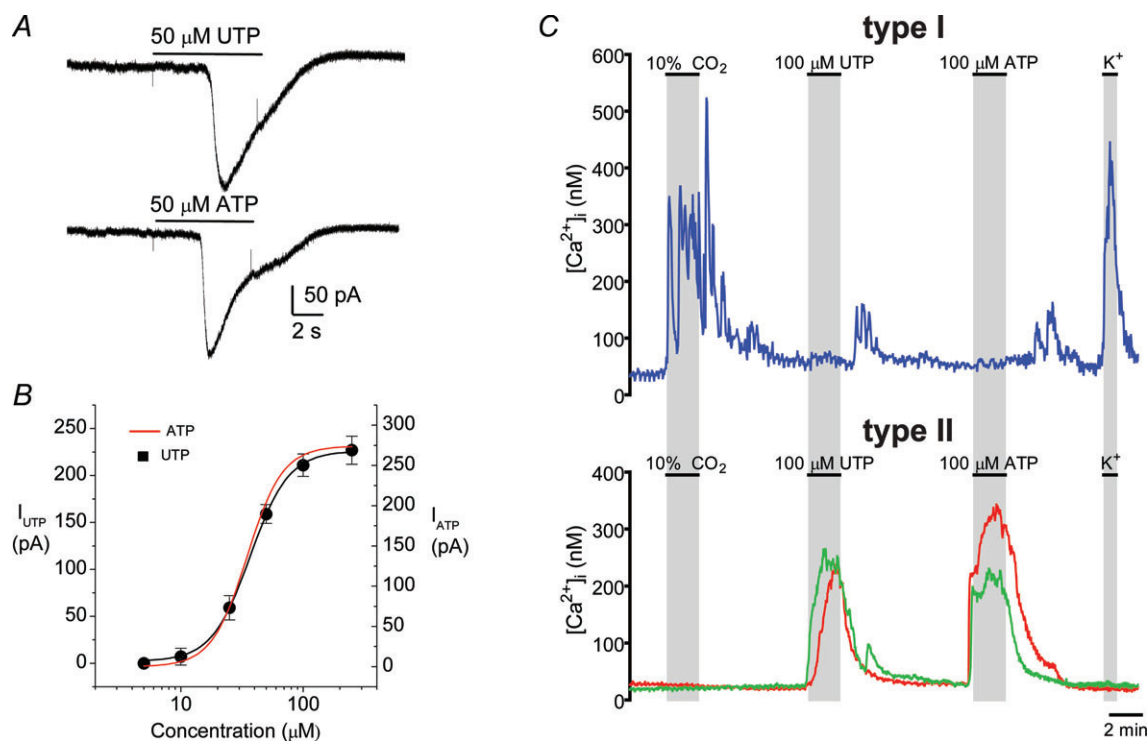 A
50 µM UTP
50 µM ATP
50 pA
2 s
B
250
200
150
100
50
0
I_UTP
(pA)
ATP
UTP
300
250
200
150
100
50
0
I_ATP
(pA)
10
100
Concentration (µM)
C
type I
10% CO₂
100 µM UTP
100 µM ATP
K⁺
600
500
400
300
200
100
0
[Ca²⁺]ᵢ (nM)
type II
10% CO₂
100 µM UTP
100 µM ATP
K⁺
400
300
200
100
0
[Ca²⁺]ᵢ (nM)
2 min